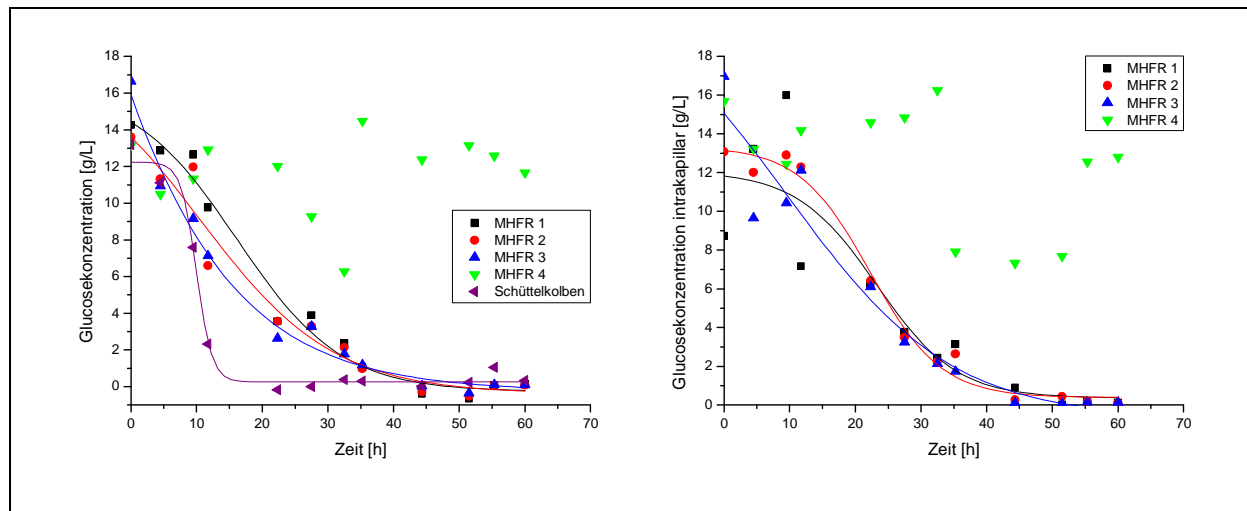 Glucosekonzentration [g/L]
18
16
14
12
10
8
6
4
2
0
0 10 20 30 40 50 60 70
Zeit [h]
MHFR 1
MHFR 2
MHFR 3
MHFR 4
Schüttelkolben
Glucosekonzentration intrakapillar [g/L]
18
16
14
12
10
8
6
4
2
0
0 10 20 30 40 50 60 70
Zeit [h]
MHFR 1
MHFR 2
MHFR 3
MHFR 4